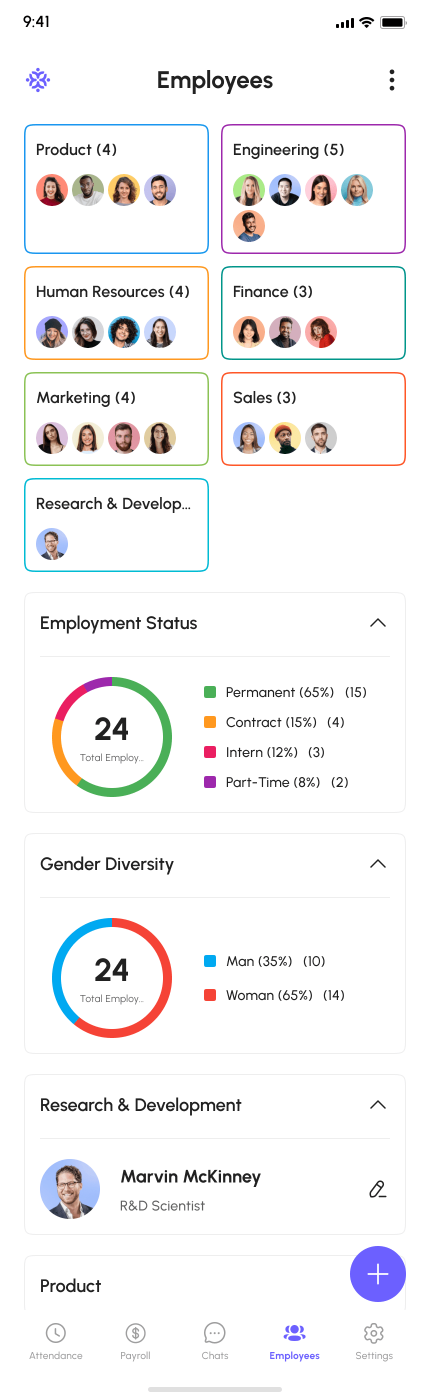 9:41
Employees
Product (4)
Engineering (5)
Human Resources (4)
Finance (3)
Marketing (4)
Sales (3)
Research & Develop...
Employment Status
24
Total Employ..
Permanent (65%) (15)
Contract (15%) (4)
Intern (12%) (3)
Part-Time (8%) (2)
Gender Diversity
24
Total Employ..
Man (35%) (10)
Woman (65%) (14)
Research & Development
Marvin McKinney
R&D Scientist
Product
Attendance
Payroll
Chats
Employees
Settings